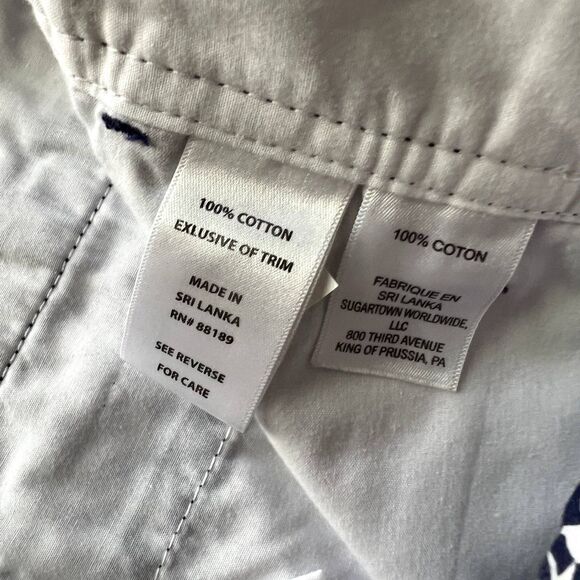 100% COTTON
EXLUSIVE OF TRIM
MADE IN
SRI LANKA
RN# 88189
SEE REVERSE
FOR CARE
100% COTON
FABRIQUE EN
SRI LANKA
SUGARTOWN WORLDWIDE,
LLC
800 THIRD AVENUE
KING OF PRUSSIA, PA